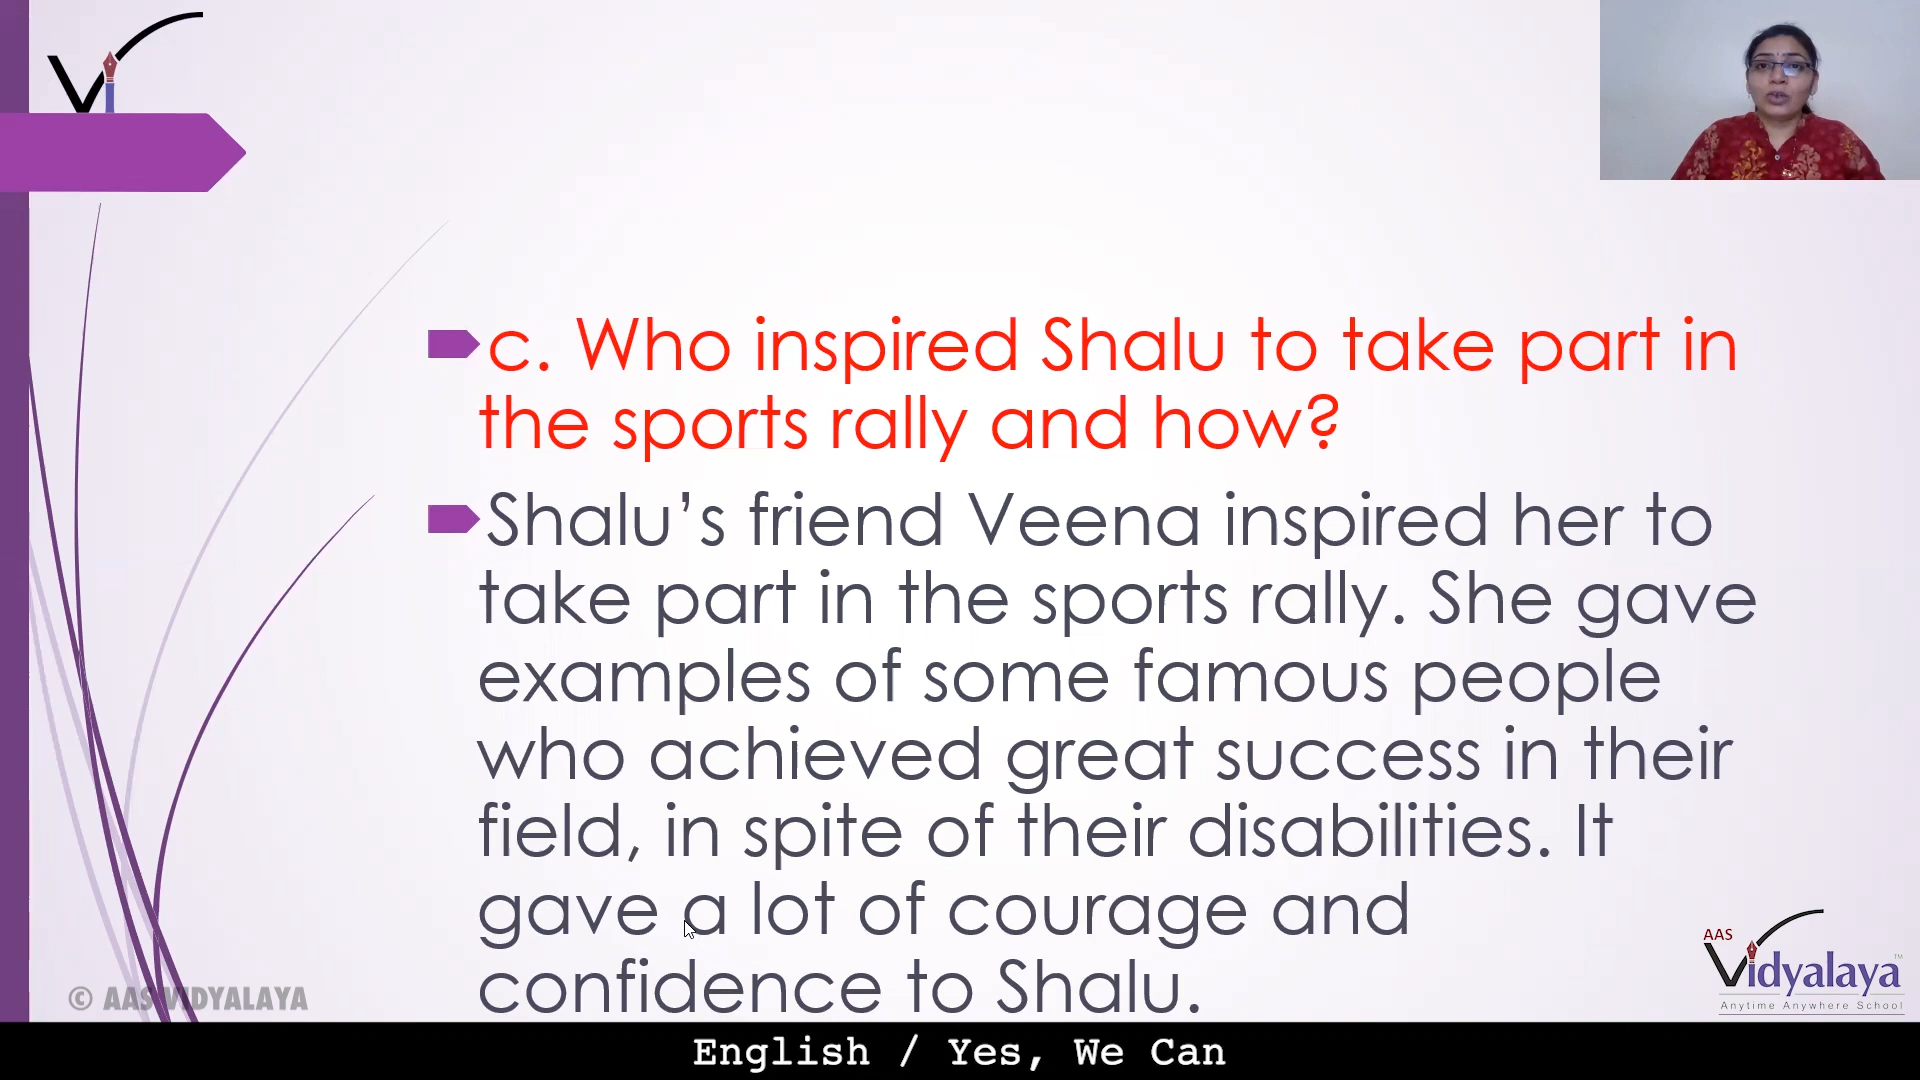 Vi
c. Who inspired Shalu to take part in
the sports rally and how?
Shalu's friend Veena inspired her to
take part in the sports rally. She gave
examples of some famous people
who achieved great success in their
field, in spite of their disabilities. It
gave a lot of courage and
confidence to Shalu.
© AAS VIDYALAYA
AAS
Vidyalaya™
Anytime Anywhere School
English / Yes, We Can